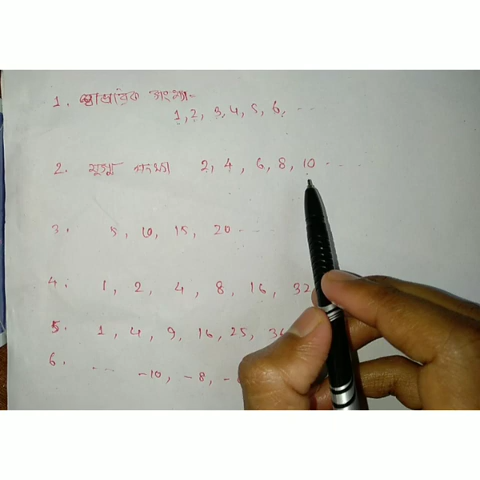 1. স্বাভাবিক সংখ্যা-
1, 2, 3, 4, 5, 6, ...
2. যুগ্ম সংখ্যা 2, 4, 6, 8, 10 ....
3. 5, 10, 15, 20 ...
4. 1, 2, 4, 8, 16, 32
5. 1, 4, 9, 16, 25, 36
6. ... -10, -8, -